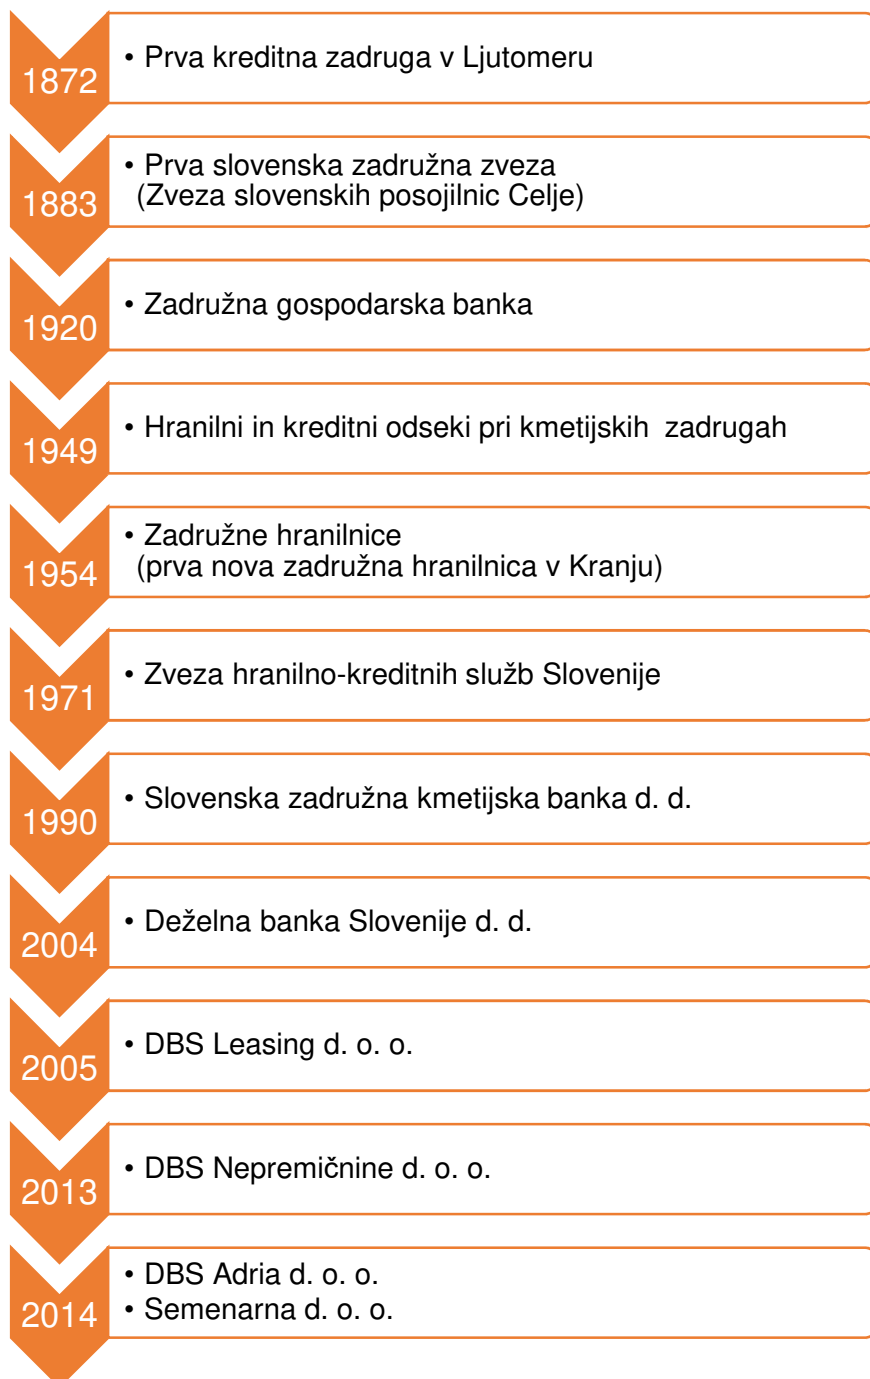 1872
• Prva kreditna zadruga v Ljutomeru
1883
• Prva slovenska zadružna zveza
(Zveza slovenskih posojilnic Celje)
1920
• Zadružna gospodarska banka
1949
• Hranilni in kreditni odseki pri kmetijskih zadrugah
1954
• Zadružne hranilnice
(prva nova zadružna hranilnica v Kranju)
1971
• Zveza hranilno-kreditnih služb Slovenije
1990
• Slovenska zadružna kmetijska banka d. d.
2004
• Deželna banka Slovenije d. d.
2005
• DBS Leasing d. o. o.
2013
• DBS Nepremičnine d. o. o.
2014
• DBS Adria d. o. o.
• Semenarna d. o. o.